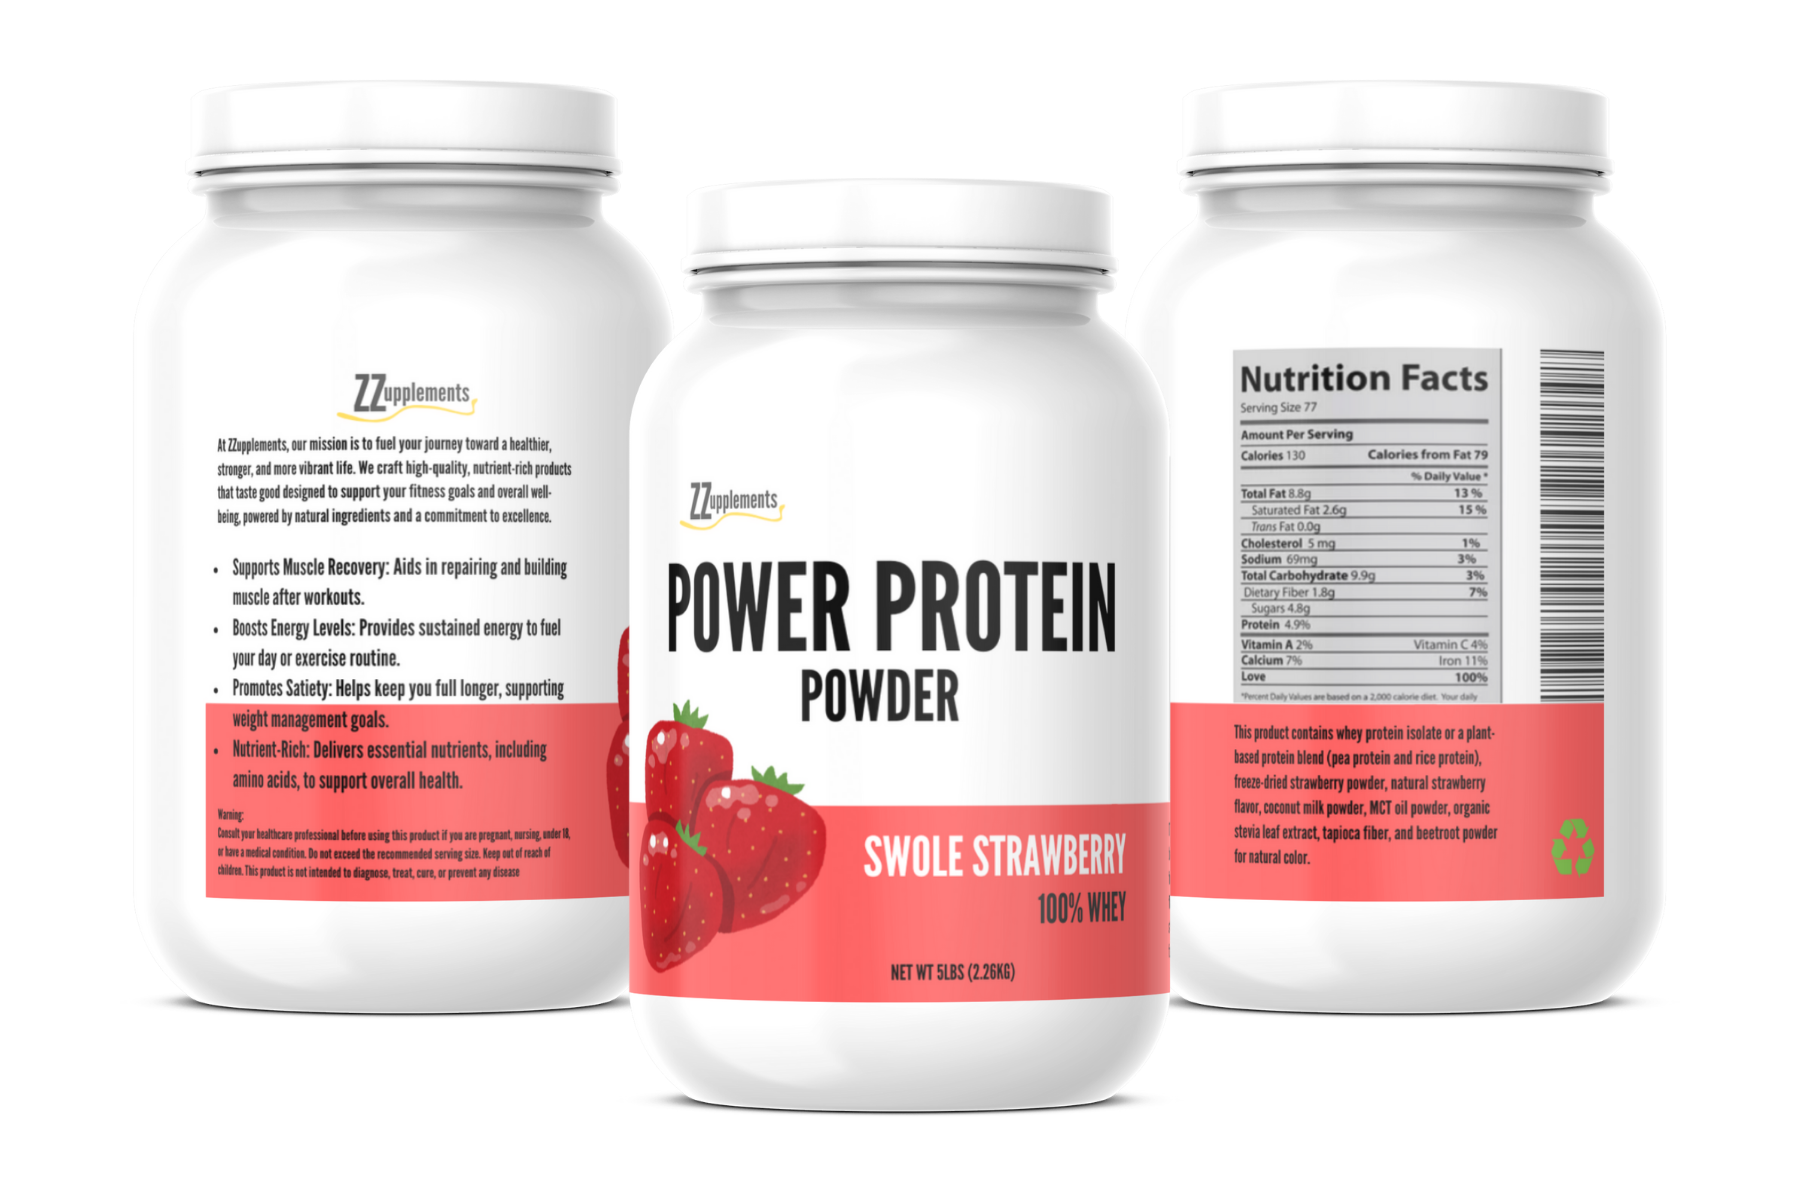 ZZupplements
At ZZupplements, our mission is to fuel your journey toward a healthier,
stronger, and more vibrant life. We craft high-quality, nutrient-rich products
that taste good designed to support your fitness goals and overall well-
being, powered by natural ingredients and a commitment to excellence.
• Supports Muscle Recovery: Aids in repairing and building
muscle after workouts.
• Boosts Energy Levels: Provides sustained energy to fuel
your day or exercise routine.
• Promotes Satiety: Helps keep you full longer, supporting
weight management goals.
• Nutrient-Rich: Delivers essential nutrients, including
amino acids, to support overall health.
Warning:
Consult your healthcare professional before using this product if you are pregnant, nursing, under 18,
or have a medical condition. Do not exceed the recommended serving size. Keep out of reach of
children. This product is not intended to diagnose, treat, cure, or prevent any disease
ZZupplements
POWER PROTEIN
POWDER
SWOLE STRAWBERRY
100% WHEY
NET WT 5LBS (2.26KG)
Nutrition Facts
Serving Size 77
Amount Per Serving
Calories 130 Calories from Fat 79
% Daily Value *
Total Fat 8.8g 13 %
Saturated Fat 2.6g 15 %
Trans Fat 0.0g
Cholesterol 5 mg 1%
Sodium 69mg 3%
Total Carbohydrate 9.9g 3%
Dietary Fiber 1.8g 7%
Sugars 4.8g
Protein 4.9%
Vitamin A 2% Vitamin C 4%
Calcium 7% Iron 11%
Love 100%
*Percent Daily Values are based on a 2,000 calorie diet. Your daily
This product contains whey protein isolate or a plant-
based protein blend (pea protein and rice protein),
freeze-dried strawberry powder, natural strawberry
flavor, coconut milk powder, MCT oil powder, organic
stevia leaf extract, tapioca fiber, and beetroot powder
for natural color.